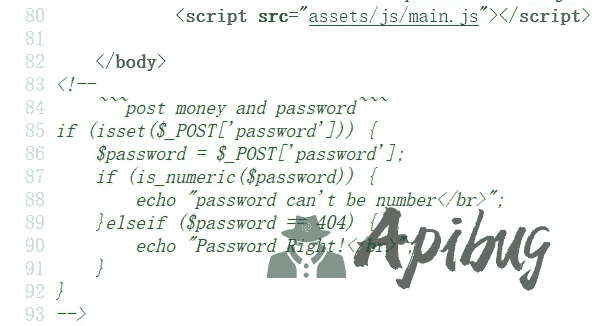 80 <script src="assets/js/main.js"></script>
81
82 </body>
83 <!--
84 ~~~post money and password~~~
85 if (isset($_POST['password'])) {
86 $password = $_POST['password'];
87 if (is_numeric($password)) {
88 echo "password can't be number</br>";
89 }elseif ($password == 404) {
90 echo "Password Right!</br>";
91 }
92 }
93 -->
Apibug